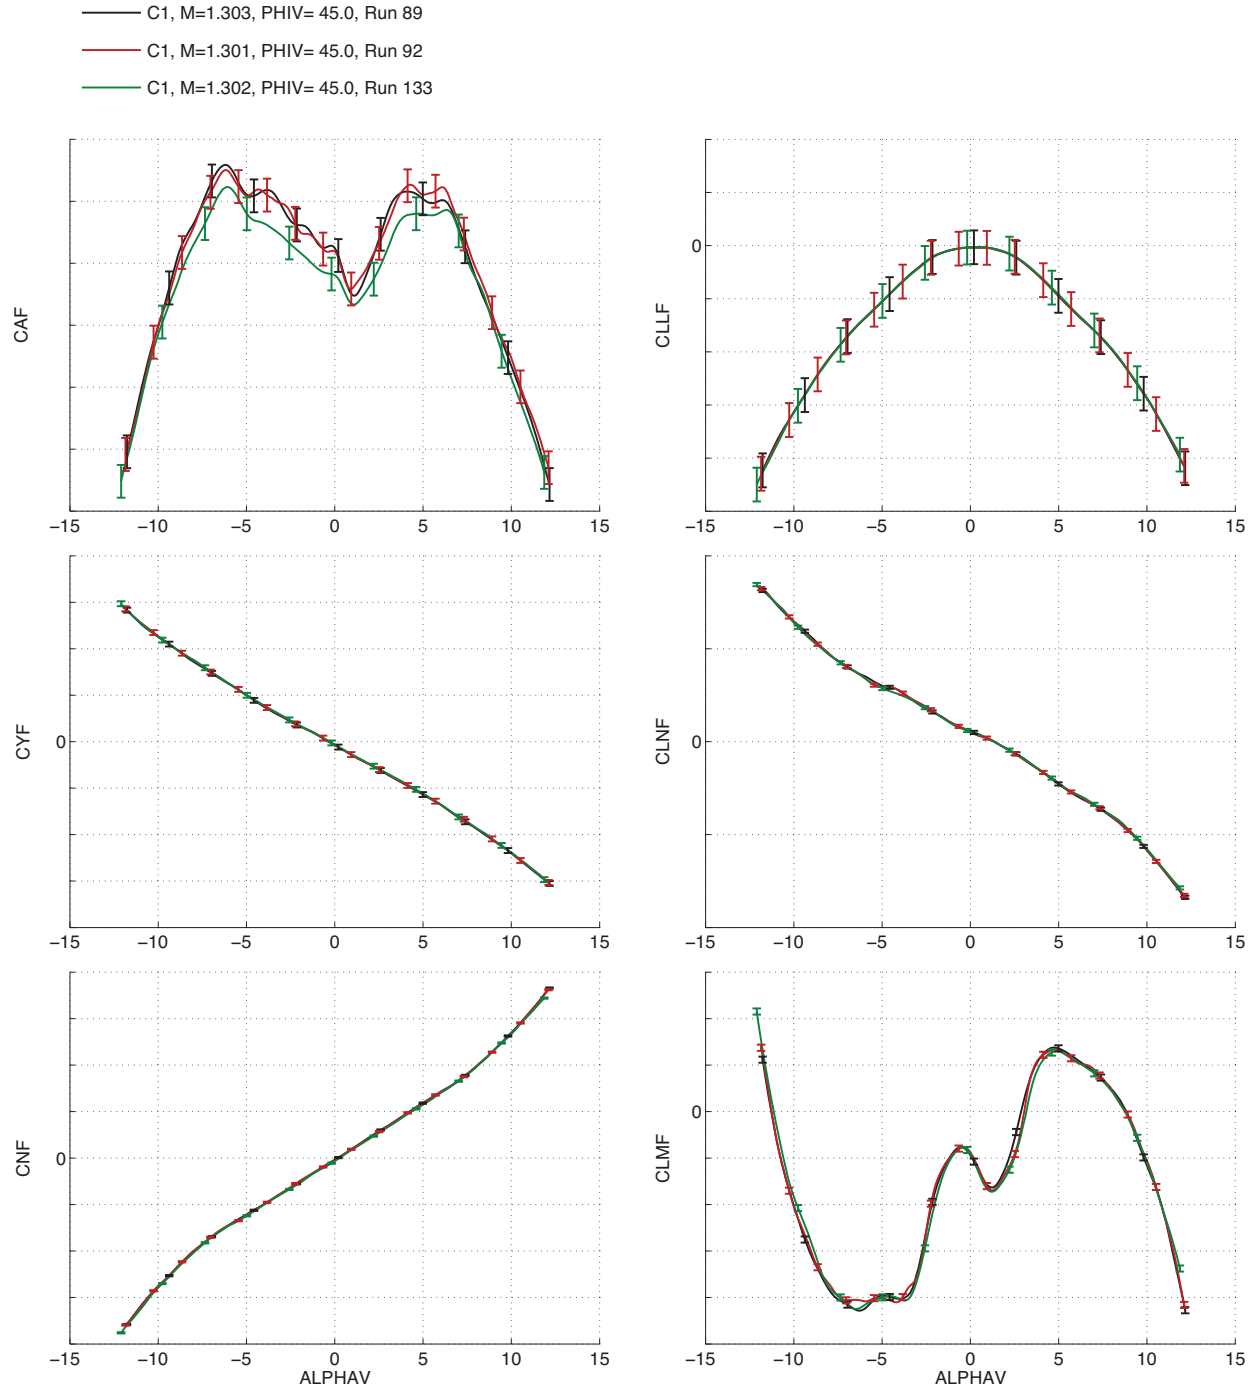 C1, M=1.303, PHIV= 45.0, Run 89
C1, M=1.301, PHIV= 45.0, Run 92
C1, M=1.302, PHIV= 45.0, Run 133
CAF
−15 −10 −5 0 5 10 15
CLLF
0
−15 −10 −5 0 5 10 15
CYF
0
−15 −10 −5 0 5 10 15
CLNF
0
−15 −10 −5 0 5 10 15
CNF
0
−15 −10 −5 0 5 10 15
ALPHAV
CLMF
0
−15 −10 −5 0 5 10 15
ALPHAV